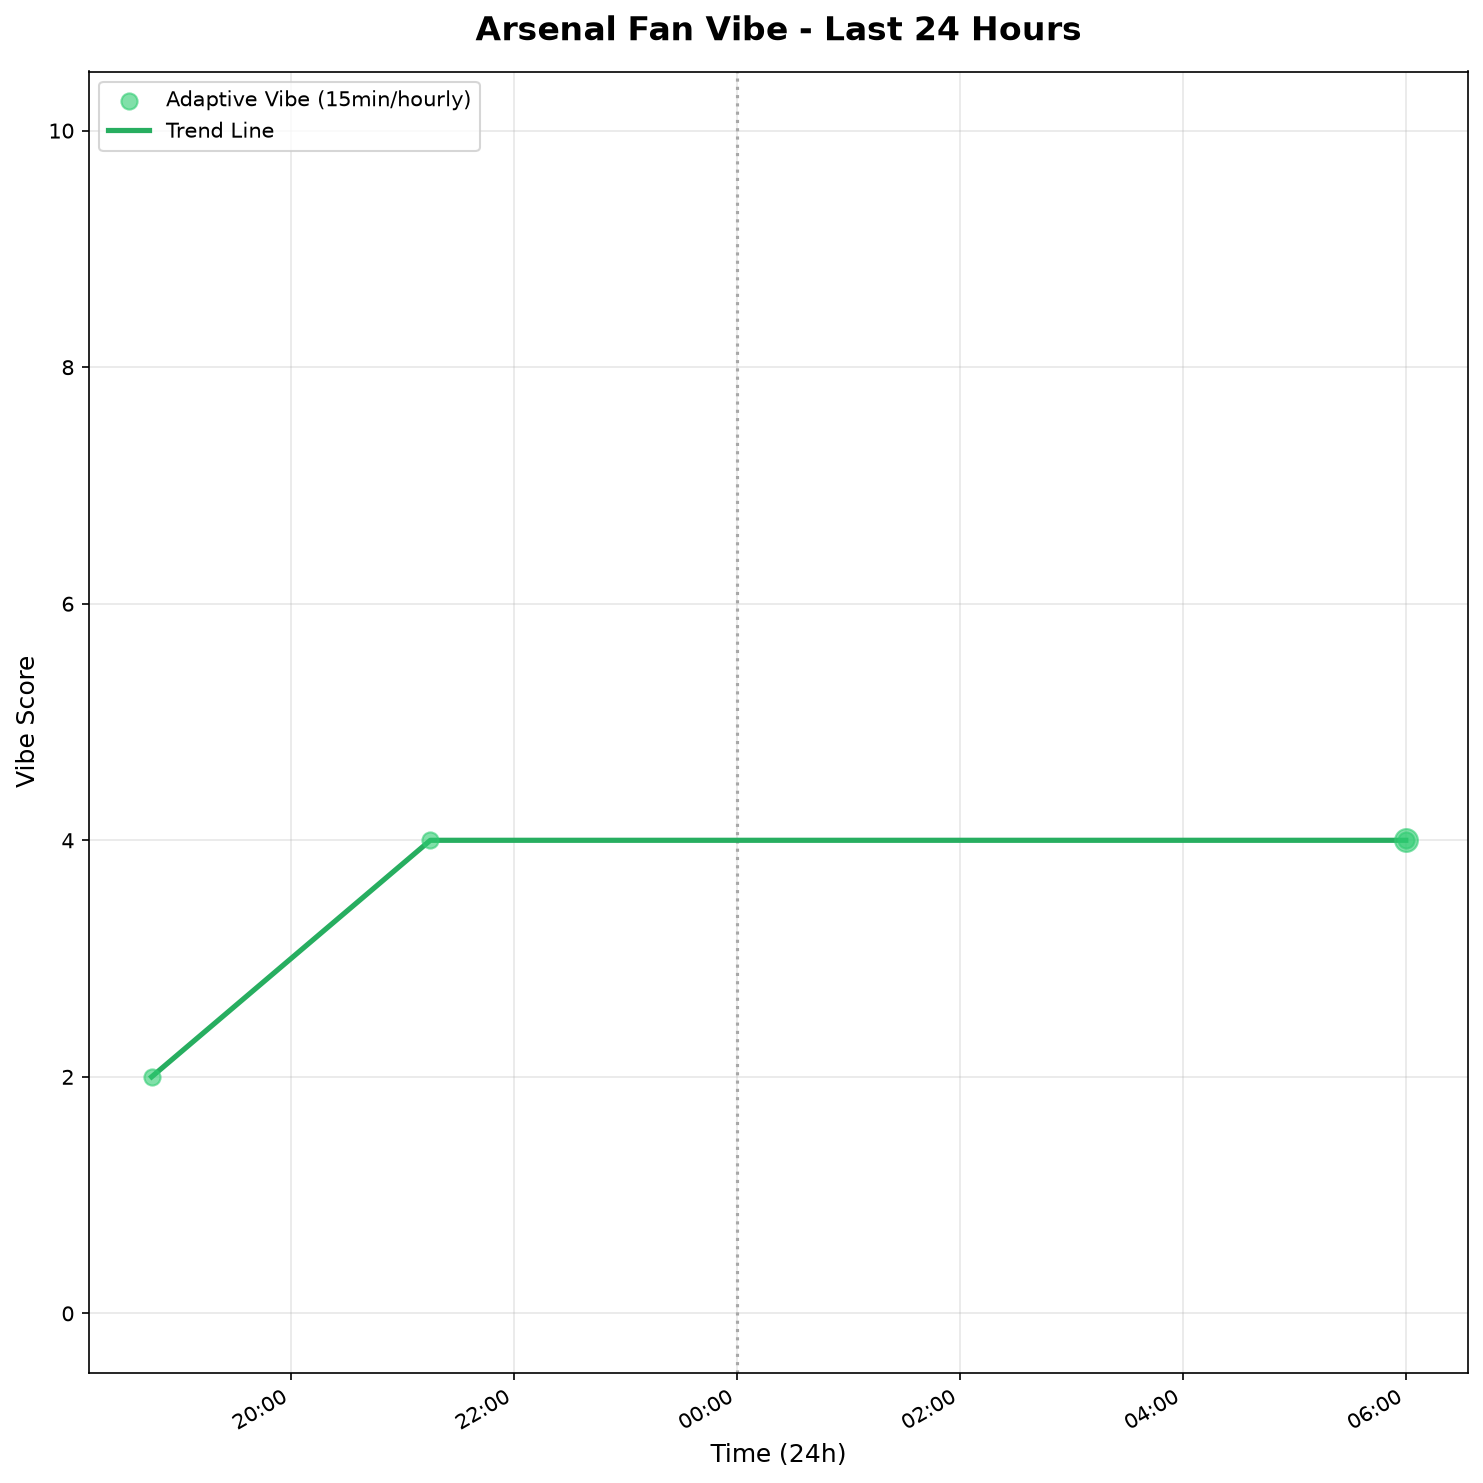 Arsenal Fan Vibe - Last 24 Hours
Adaptive Vibe (15min/hourly)
Trend Line
Vibe Score
10
8
6
4
2
0
20:00
22:00
00:00
02:00
04:00
06:00
Time (24h)